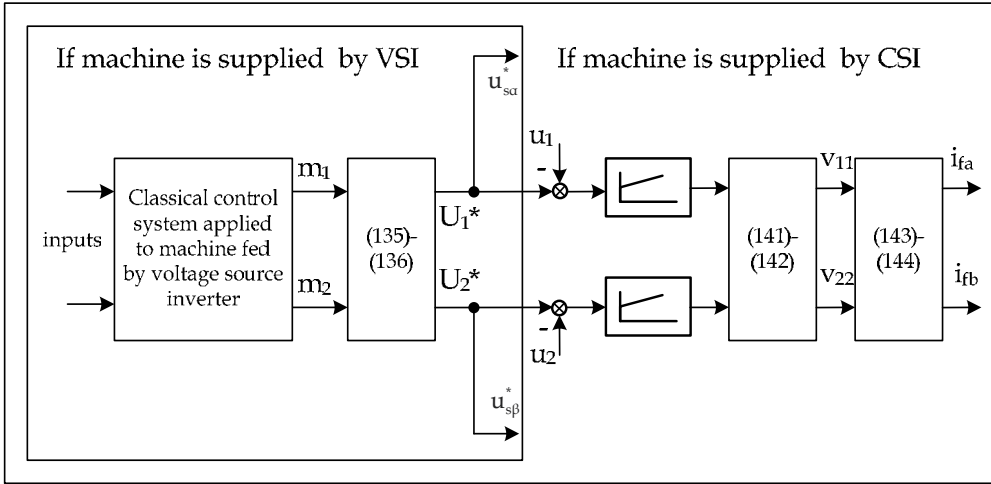 If machine is supplied by VSI
If machine is supplied by CSI
u*sα
u1
-
inputs
Classical control
system applied
to machine fed
by voltage source
inverter
m1
m2
(135)-
(136)
U1*
U2*
-
u2
u*sβ
(141)-
(142)
v11
v22
(143)-
(144)
ifa
ifb